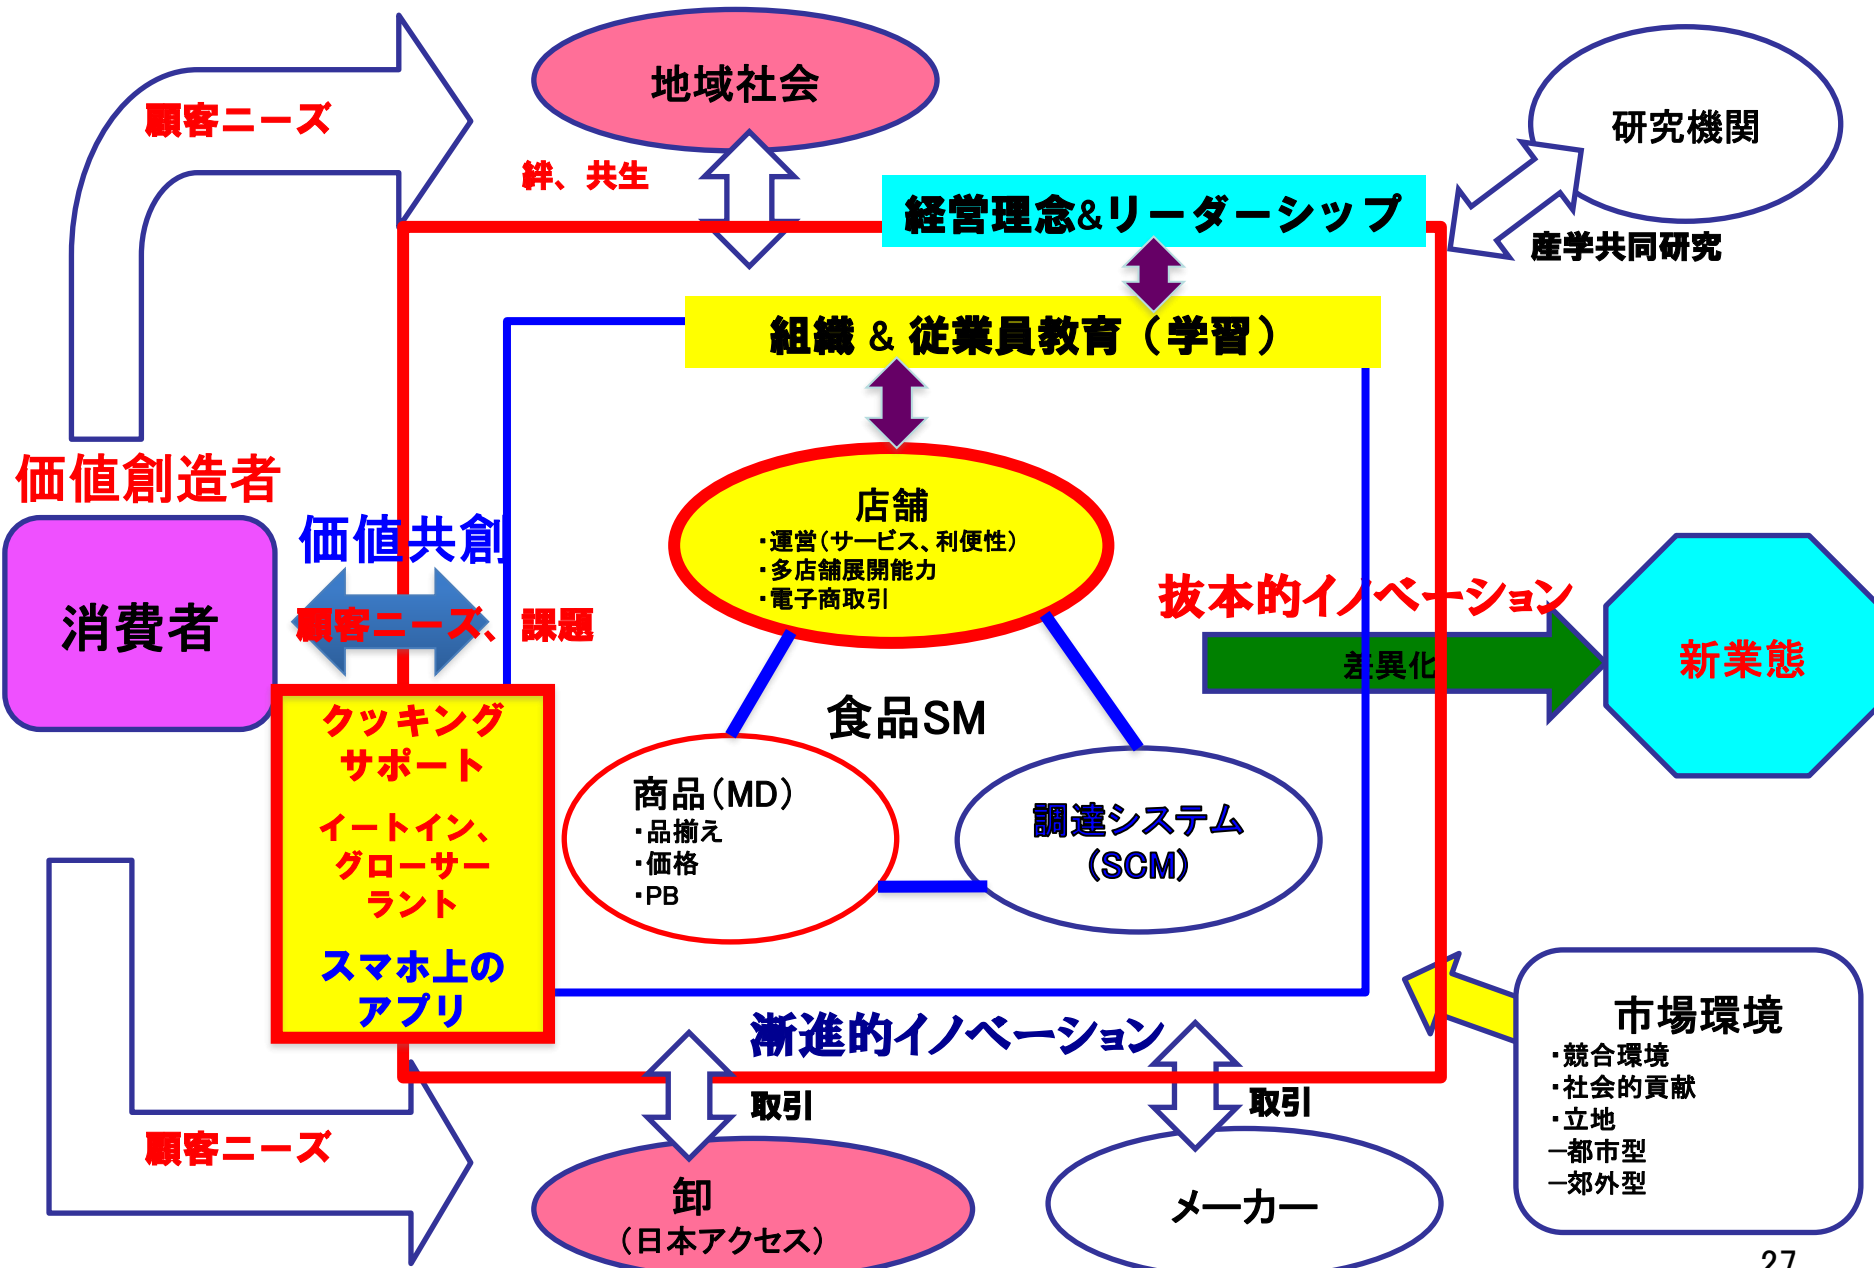 地域社会
研究機関
顧客ニーズ
絆、共生
経営理念&リーダーシップ
産学共同研究
組織 & 従業員教育（学習）
価値創造者
店舗
・運営（サービス、利便性）
・多店舗展開能力
・電子商取引
価値共創
消費者
顧客ニーズ、課題
抜本的イノベーション
差異化
新業態
食品SM
クッキング
サポート
イートイン、
グローサー
ラント
スマホ上の
アプリ
商品（MD）
・品揃え
・価格
・PB
調達システム
（SCM）
漸進的イノベーション
市場環境
・競合環境
・社会的貢献
・立地
－都市型
－郊外型
取引
取引
顧客ニーズ
卸
（日本アクセス）
メーカー
27